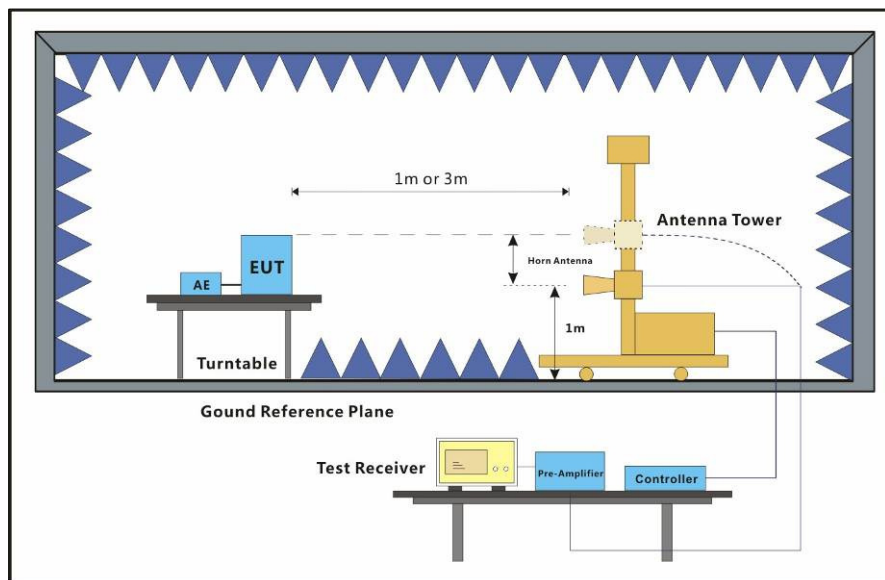 1m or 3m
Antenna Tower
EUT
Horn Antenna
AE
1m
Turntable
Gound Reference Plane
Test Receiver
Pre-Amplifier
Controller